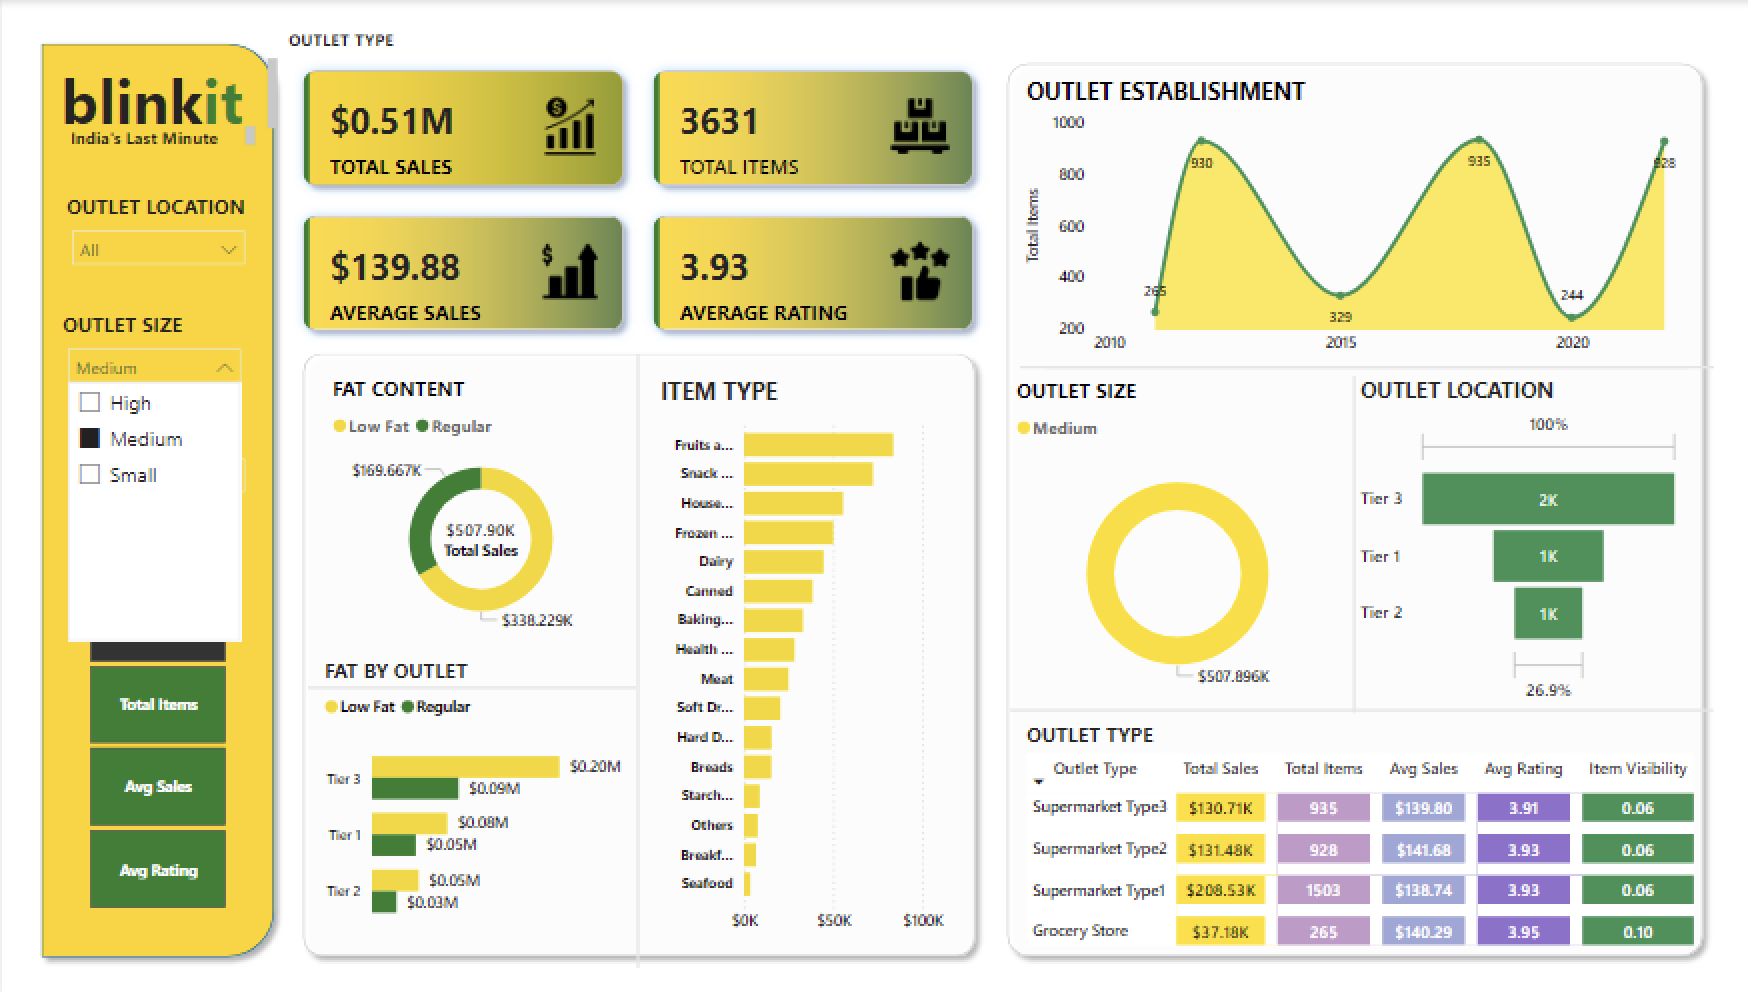 OUTLET TYPE
blinkit
India's Last Minute
OUTLET LOCATION
All
OUTLET SIZE
Medium
High
Medium
Small
Total Items
Avg Sales
Avg Rating
$0.51M
TOTAL SALES
3631
TOTAL ITEMS
$139.88
AVERAGE SALES
3.93
AVERAGE RATING
FAT CONTENT
Low Fat Regular
$169.667K
$507.90K
Total Sales
$338.229K
FAT BY OUTLET
Low Fat Regular
Tier 3 $0.20M
$0.09M
Tier 1 $0.08M
$0.05M
Tier 2 $0.05M
$0.03M
ITEM TYPE
Fruits a...
Snack ...
House...
Frozen ...
Dairy
Canned
Baking...
Health ...
Meat
Soft Dr...
Hard D...
Breads
Starch...
Others
Breakf...
Seafood
$0K $50K $100K
OUTLET ESTABLISHMENT
Total Items
1000
800
600
400
200
930 935 928
265 329 244
2010 2015 2020
OUTLET SIZE
Medium
$507.896K
OUTLET LOCATION
100%
Tier 3 2K
Tier 1 1K
Tier 2 1K
26.9%
OUTLET TYPE
Outlet Type Total Sales Total Items Avg Sales Avg Rating Item Visibility
Supermarket Type3 $130.71K 935 $139.80 3.91 0.06
Supermarket Type2 $131.48K 928 $141.68 3.93 0.06
Supermarket Type1 $208.53K 1503 $138.74 3.93 0.06
Grocery Store $37.18K 265 $140.29 3.95 0.10